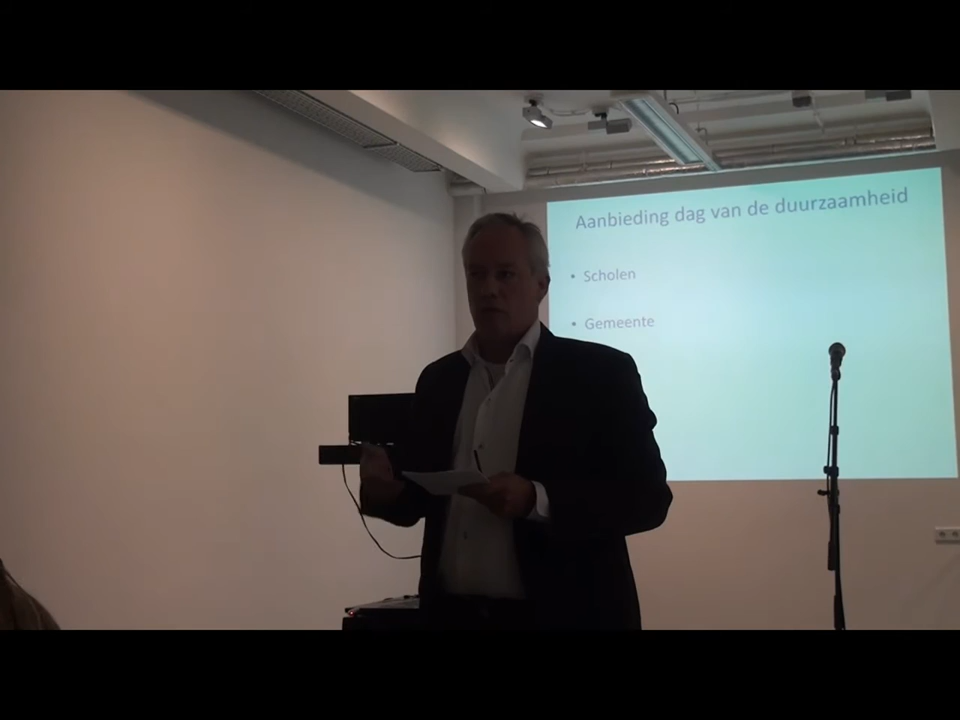 Aanbieding dag van de duurzaamheid
• Scholen
• Gemeente